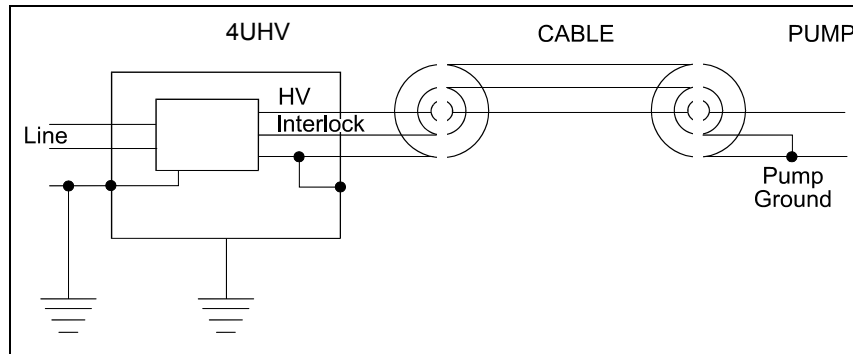 4UHV
CABLE
PUMP
HV
Interlock
Line
Pump
Ground